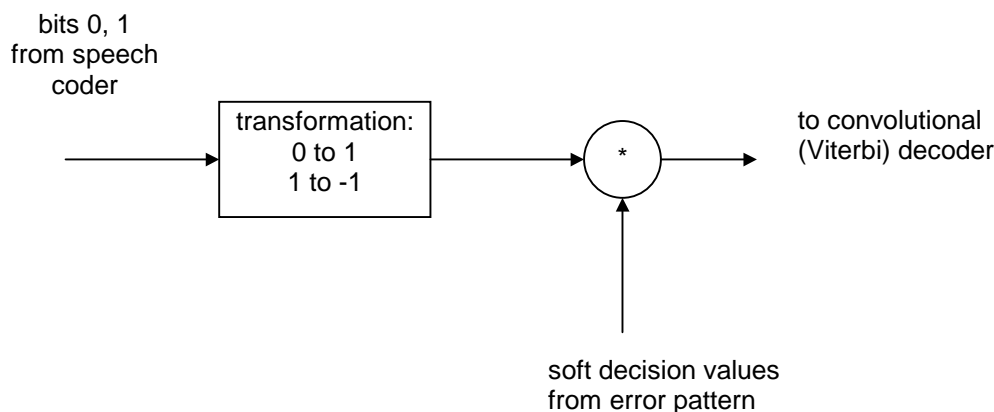 bits 0, 1
from speech
coder
transformation:
0 to 1
1 to -1
*
to convolutional
(Viterbi) decoder
soft decision values
from error pattern